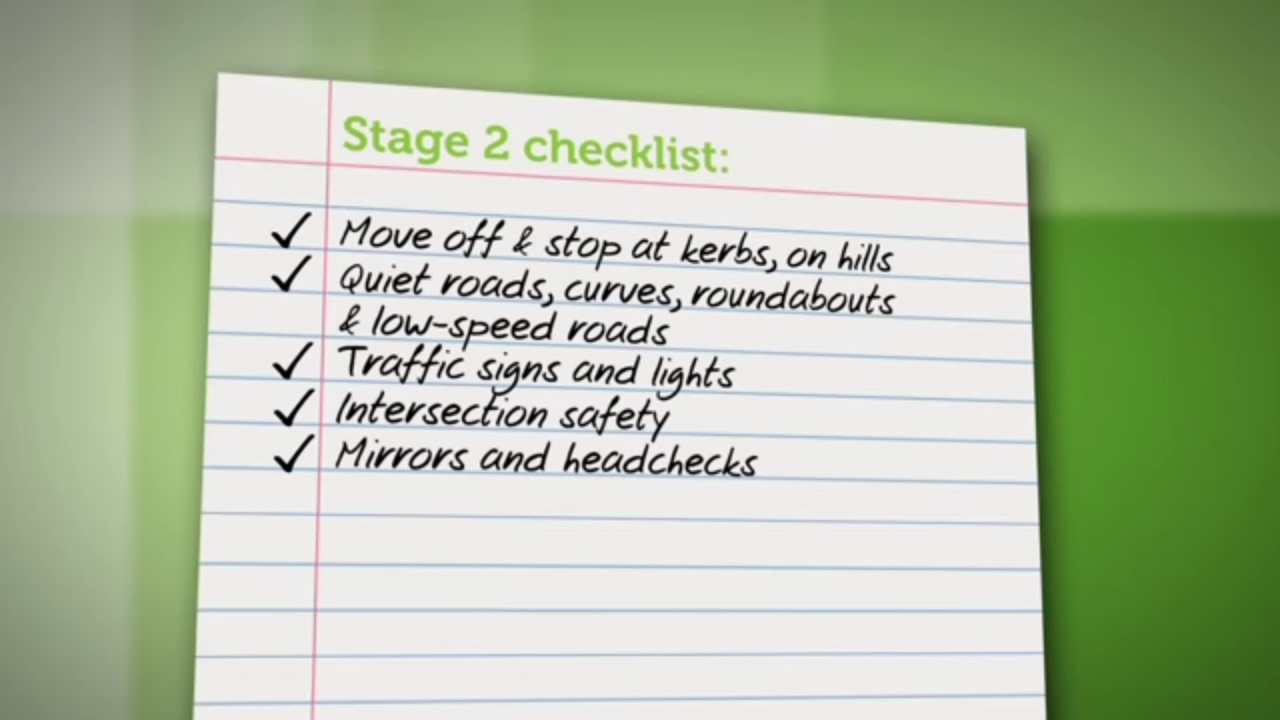 Stage 2 checklist:
✓ Move off & stop at kerbs, on hills
✓ Quiet roads, curves, roundabouts
& low-speed roads
✓ Traffic signs and lights
✓ Intersection safety
✓ Mirrors and headchecks